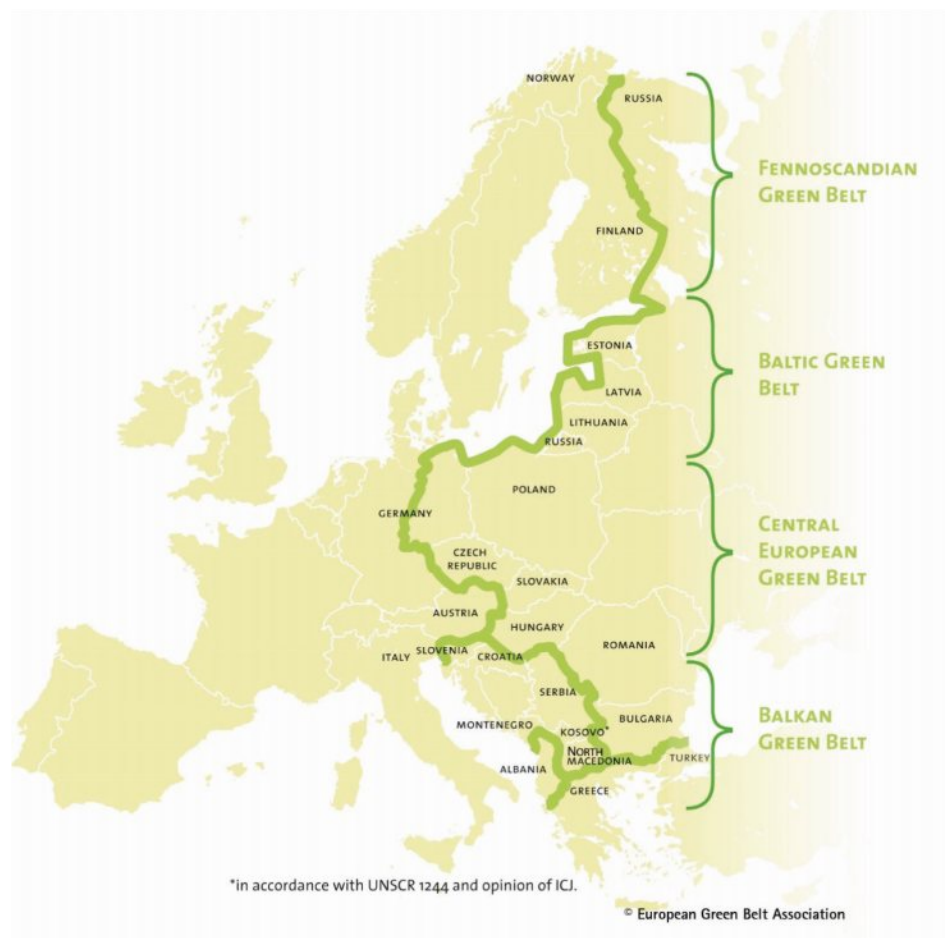 NORWAY
RUSSIA
FENNOSCANDIAN
GREEN BELT
FINLAND
ESTONIA
BALTIC GREEN
BELT
LATVIA
LITHUANIA
RUSSIA
POLAND
GERMANY
CENTRAL
EUROPEAN
GREEN BELT
CZECH
REPUBLIC
SLOVAKIA
AUSTRIA
HUNGARY
ROMANIA
SLOVENIA
ITALY
CROATIA
SERBIA
BALKAN
GREEN BELT
MONTENEGRO
BULGARIA
KOSOVO*
NORTH
MACEDONIA
TURKEY
ALBANIA
GREECE
*in accordance with UNSCR 1244 and opinion of ICJ.
© European Green Belt Association